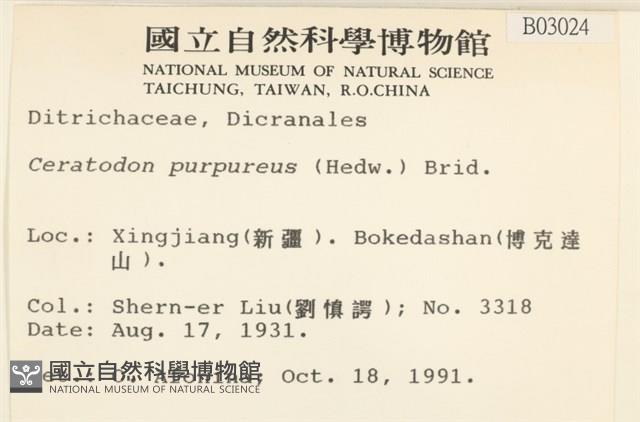 B03024
國立自然科學博物館
NATIONAL MUSEUM OF NATURAL SCIENCE
TAICHUNG, TAIWAN, R.O.CHINA
Ditrichaceae, Dicranales
Ceratodon purpureus (Hedw.) Brid.
Loc.: Xingjiang(新疆). Bokedashan(博克達
山).
Col.: Shern-er Liu(劉慎諤); No. 3318
Date: Aug. 17, 1931.
Oct. 18, 1991.
國立自然科學博物館
NATIONAL MUSEUM OF NATURAL SCIENCE